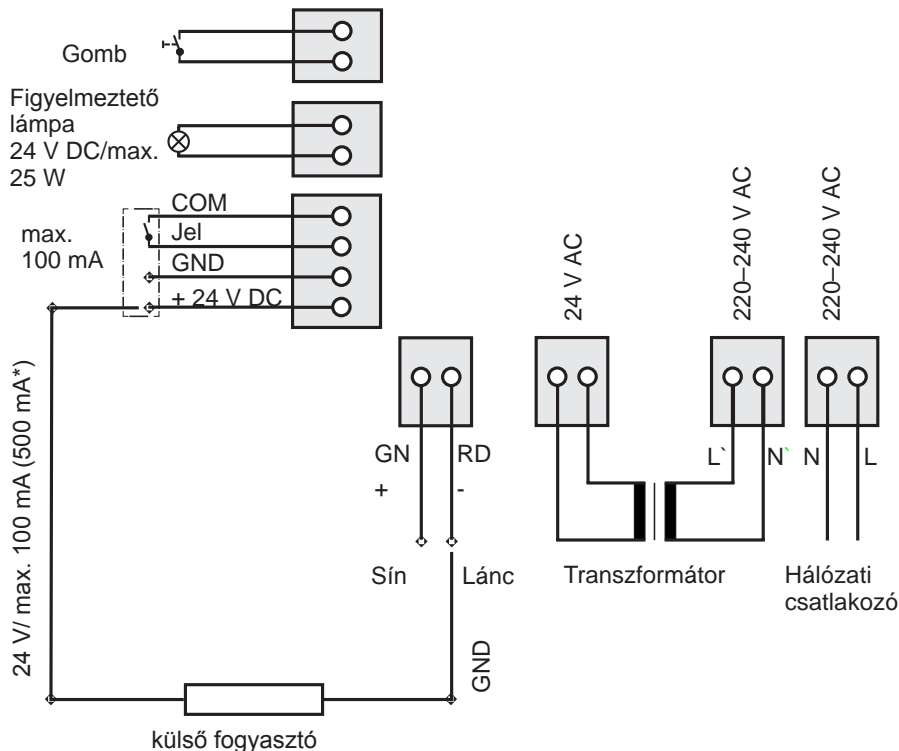 Gomb
Figyelmeztető
lámpa
24 V DC/max.
25 W
max.
100 mA
COM
Jel
GND
+ 24 V DC
24 V/ max. 100 mA (500 mA*)
24 V AC
220–240 V AC
220–240 V AC
GN
RD
+
-
L`
N`
N
L
Sín
Lánc
Transzformátor
Hálózati
csatlakozó
GND
külső fogyasztó